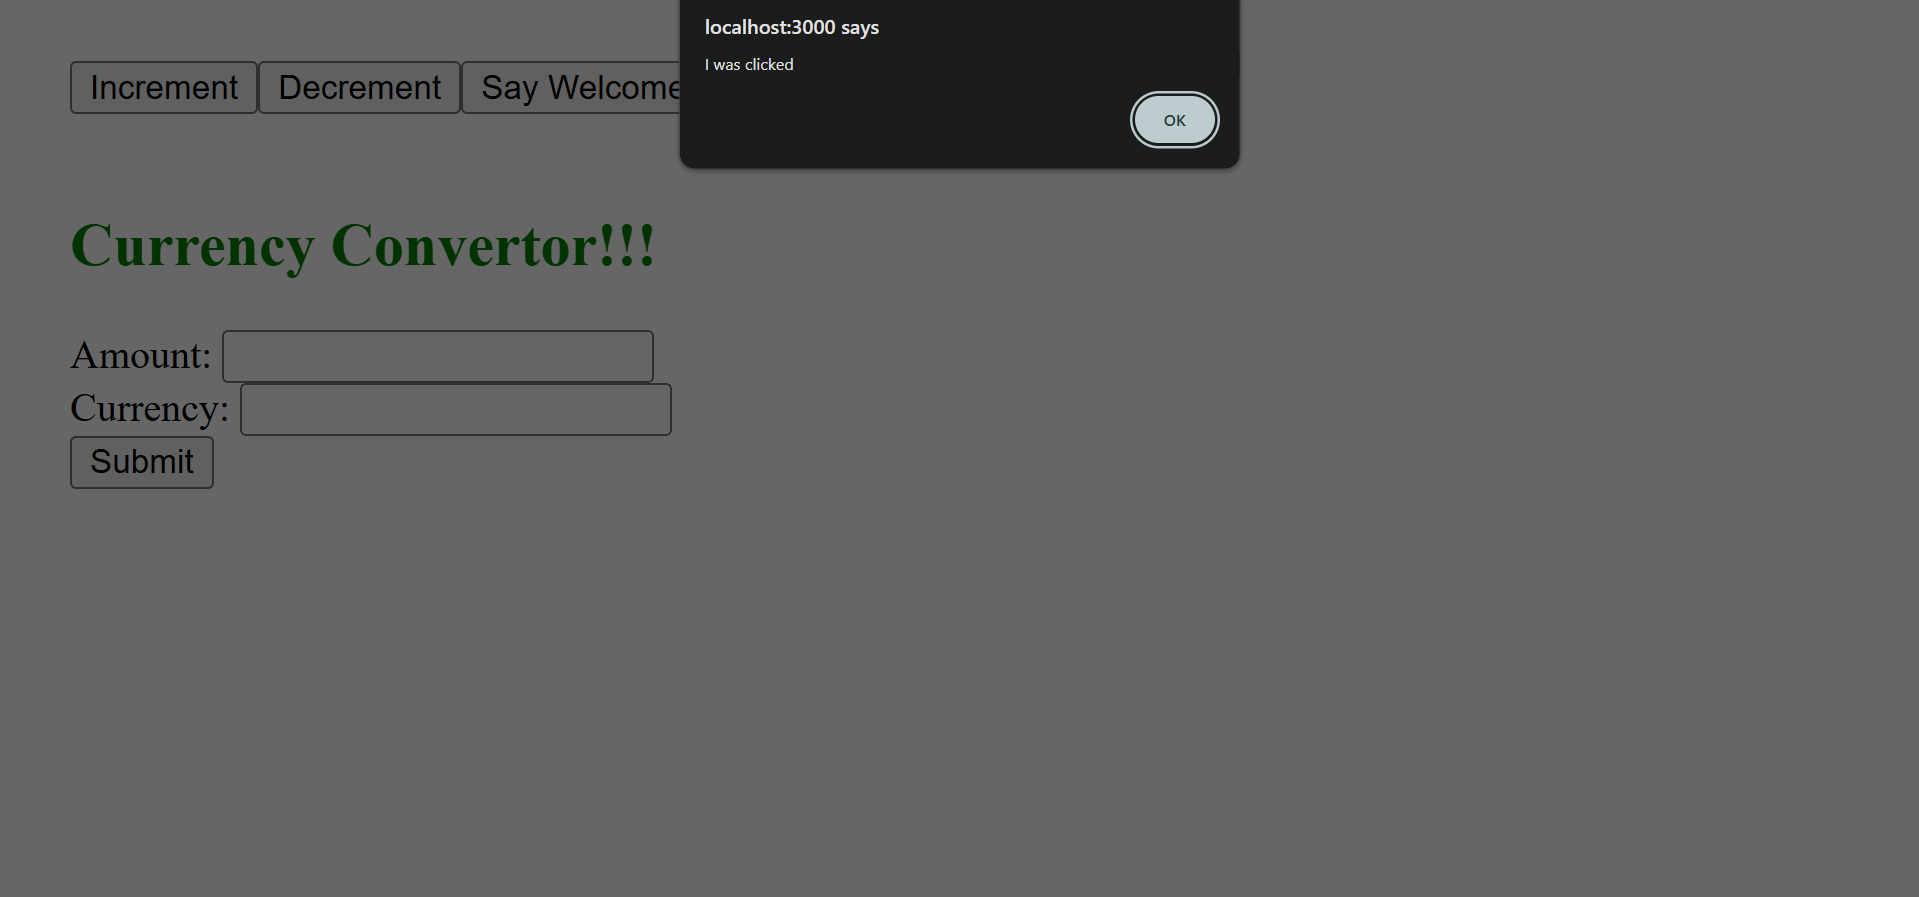 localhost:3000 says
I was clicked
OK
Increment Decrement Say Welcome
Currency Convertor!!!
Amount:
Currency:
Submit